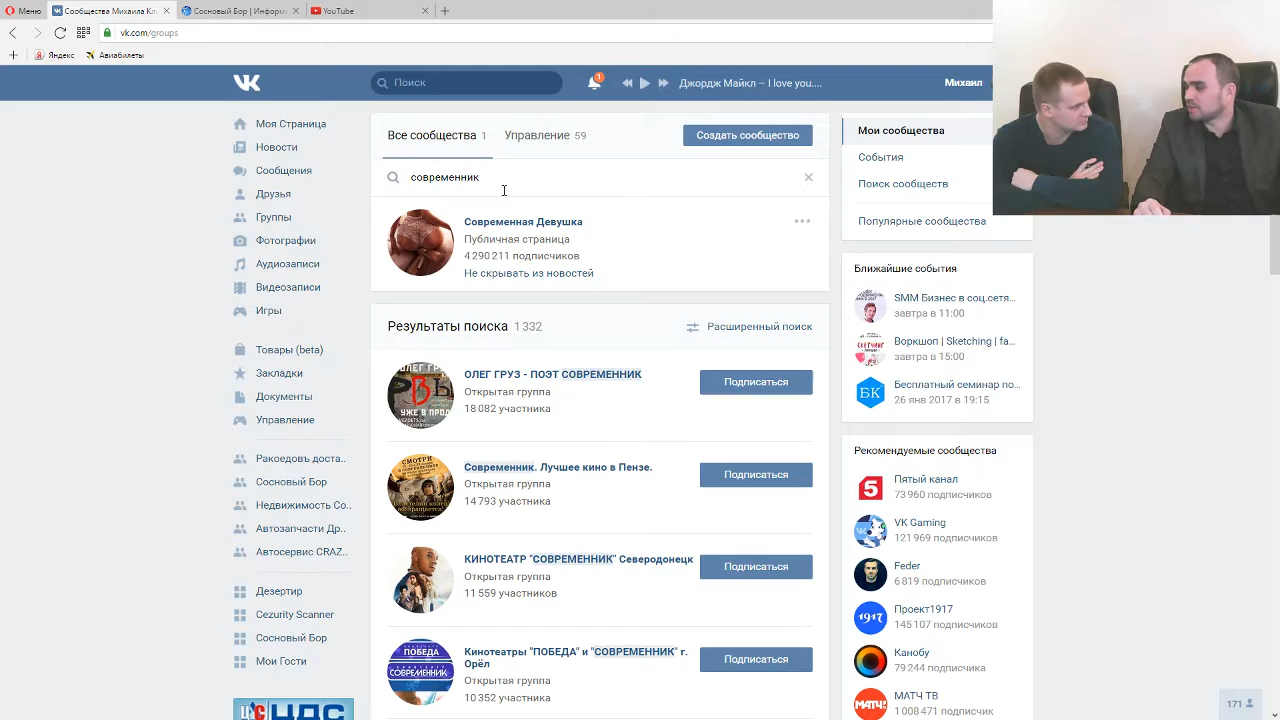 Меню
Сообщества Михаила Кл
Сосновый Бор | Информ
YouTube
vk.com/groups
Яндекс
Авиабилеты
Поиск
1
Джордж Майкл – I love you....
Михаил
Моя Страница
Новости
Сообщения
Друзья
Группы
Фотографии
Аудиозаписи
Видеозаписи
Игры
Товары (beta)
Закладки
Документы
Управление
Ракоедовъ доста..
Сосновый Бор
Недвижимость Со..
Автозапчасти Др..
Автосервис CRAZ..
Дезертир
Cezurity Scanner
Сосновый Бор
Мои Гости
ЦДС
Все сообщества 1
Управление 59
Создать сообщество
современник
Современная Девушка
Публичная страница
4 290 211 подписчиков
Не скрывать из новостей
Результаты поиска 1 332
Расширенный поиск
ОЛЕГ ГРУЗ - ПОЭТ СОВРЕМЕННИК
Открытая группа
18 082 участника
Подписаться
Современник. Лучшее кино в Пензе.
Открытая группа
14 793 участника
Подписаться
КИНОТЕАТР "СОВРЕМЕННИК" Северодонецк
Открытая группа
11 559 участников
Подписаться
ПОБЕДА
СОВРЕМЕННИК
Кинотеатры "ПОБЕДА" и "СОВРЕМЕННИК" г.
Орёл
Открытая группа
10 352 участника
Подписаться
Мои сообщества
События
Поиск сообществ
Популярные сообщества
Ближайшие события
SMM Бизнес в соц.сетя...
завтра в 11:00
Воркшоп | Sketching | fa...
завтра в 15:00
БК
Бесплатный семинар по...
26 янв 2017 в 19:15
Рекомендуемые сообщества
5
Пятый канал
73 960 подписчиков
VK Gaming
121 969 подписчиков
Feder
6 819 подписчиков
1917
Проект1917
145 107 подписчиков
Канобу
79 244 подписчика
МАТЧ!
МАТЧ ТВ
1 008 471 подписчик
171